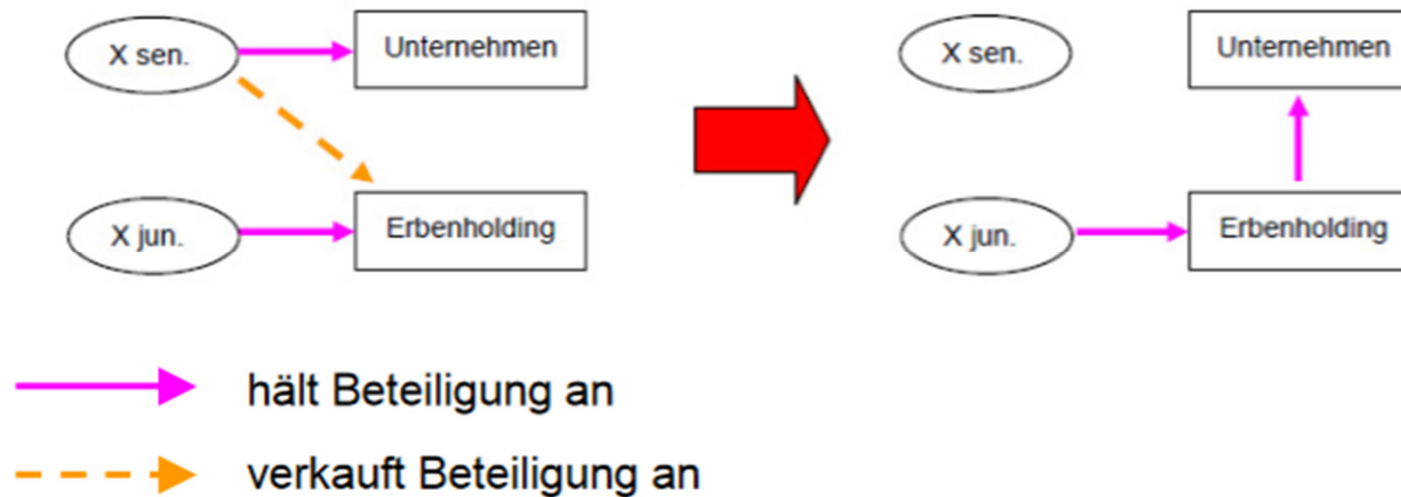 X sen.
Unternehmen
X sen.
Unternehmen
X jun.
Erbenholding
X jun.
Erbenholding
hält Beteiligung an
verkauft Beteiligung an